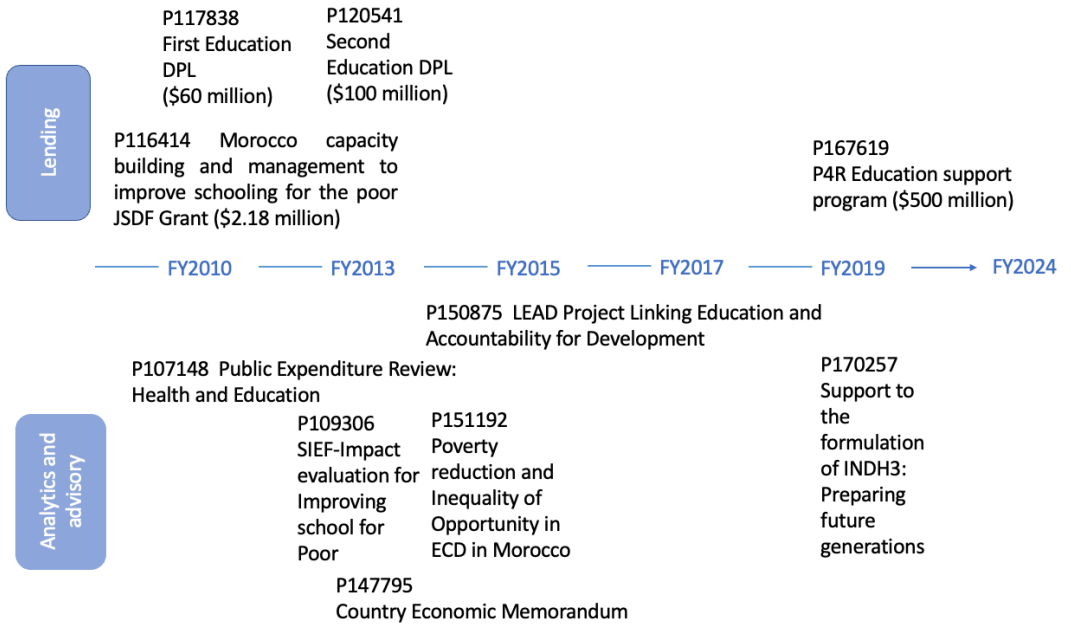 Lending
P117838
First Education
DPL
($60 million)
P120541
Second
Education DPL
($100 million)
P116414 Morocco capacity
building and management to
improve schooling for the poor
JSDF Grant ($2.18 million)
P167619
P4R Education support
program ($500 million)
FY2010
FY2013
FY2015
FY2017
FY2019
FY2024
Analytics and
advisory
P150875 LEAD Project Linking Education and
Accountability for Development
P107148 Public Expenditure Review:
Health and Education
P109306
SIEF-Impact
evaluation for
Improving
school for
Poor
P151192
Poverty
reduction and
Inequality of
Opportunity in
ECD in Morocco
P170257
Support to
the
formulation
of INDH3:
Preparing
future
generations
P147795
Country Economic Memorandum